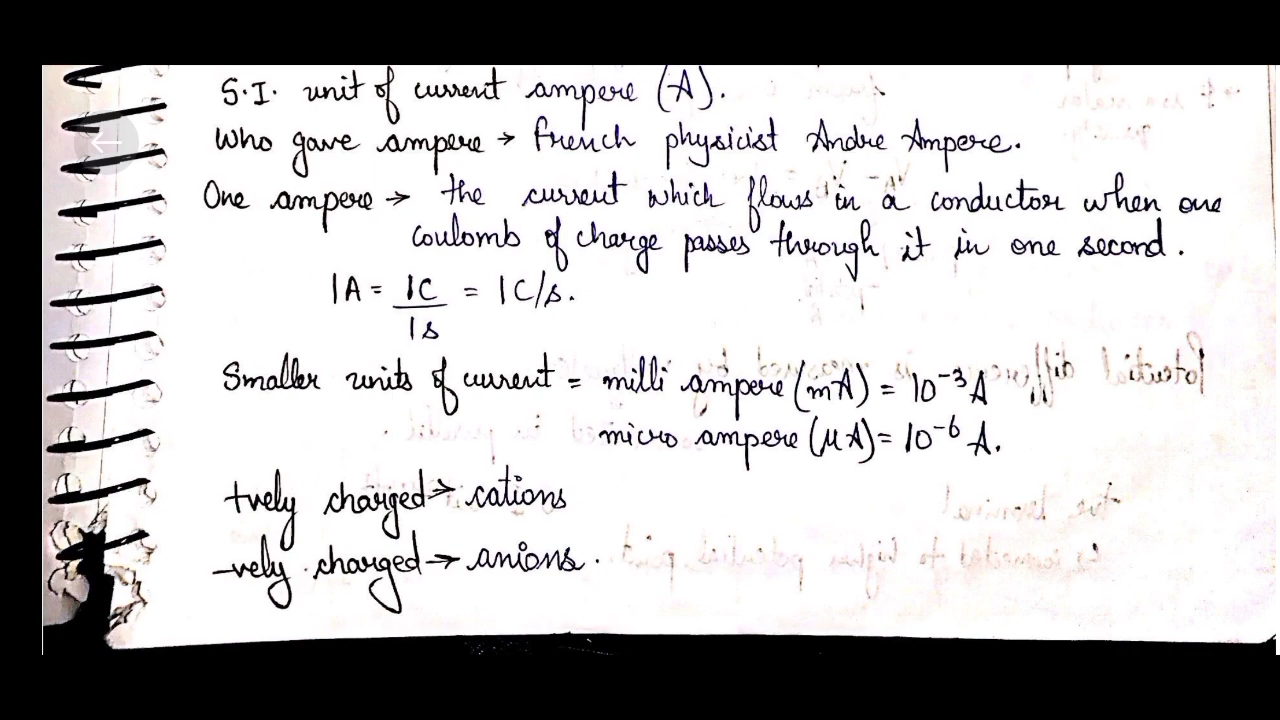 S.I. unit of current ampere (A).
Who gave ampere → french physicist Andre Ampere.
One ampere → the current which flows in a conductor when one
coulomb of charge passes through it in one second.
1A = 1C/1s = 1C/s.
Smaller units of current = milli ampere (mA) = 10⁻³A
micro ampere (μA) = 10⁻⁶ A.
+vely charged → cations
-vely charged → anions.